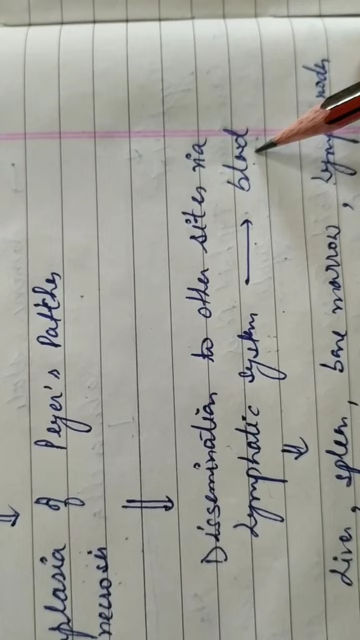 ↓
plasia of Peyer's Patches
necrosis
⇓
Dissemination to other sites via
lymphatic system → blood
↓
liver, spleen, bone marrow, lymph nodes